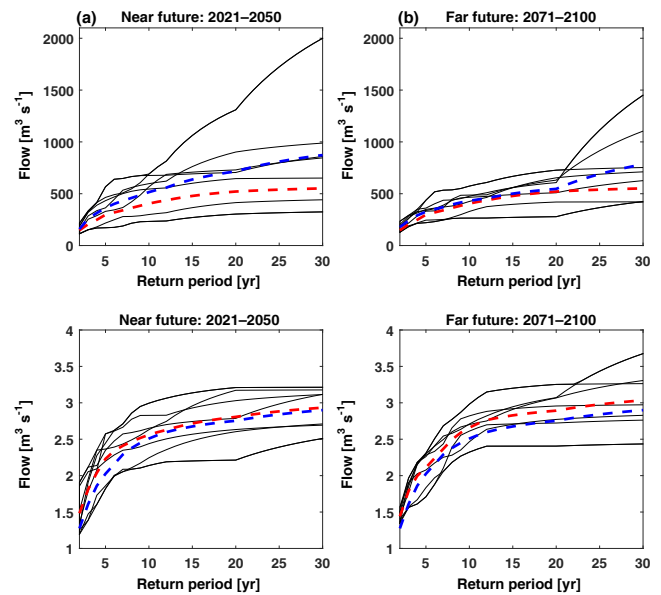 (a) Near future: 2021–2050
2000
1500
1000
500
0
Flow [m³ s⁻¹]
5 10 15 20 25 30
Return period [yr]
(b) Far future: 2071–2100
2000
1500
1000
500
0
Flow [m³ s⁻¹]
5 10 15 20 25 30
Return period [yr]
Near future: 2021–2050
4
3.5
3
2.5
2
1.5
1
Flow [m³ s⁻¹]
5 10 15 20 25 30
Return period [yr]
Far future: 2071–2100
4
3.5
3
2.5
2
1.5
1
Flow [m³ s⁻¹]
5 10 15 20 25 30
Return period [yr]